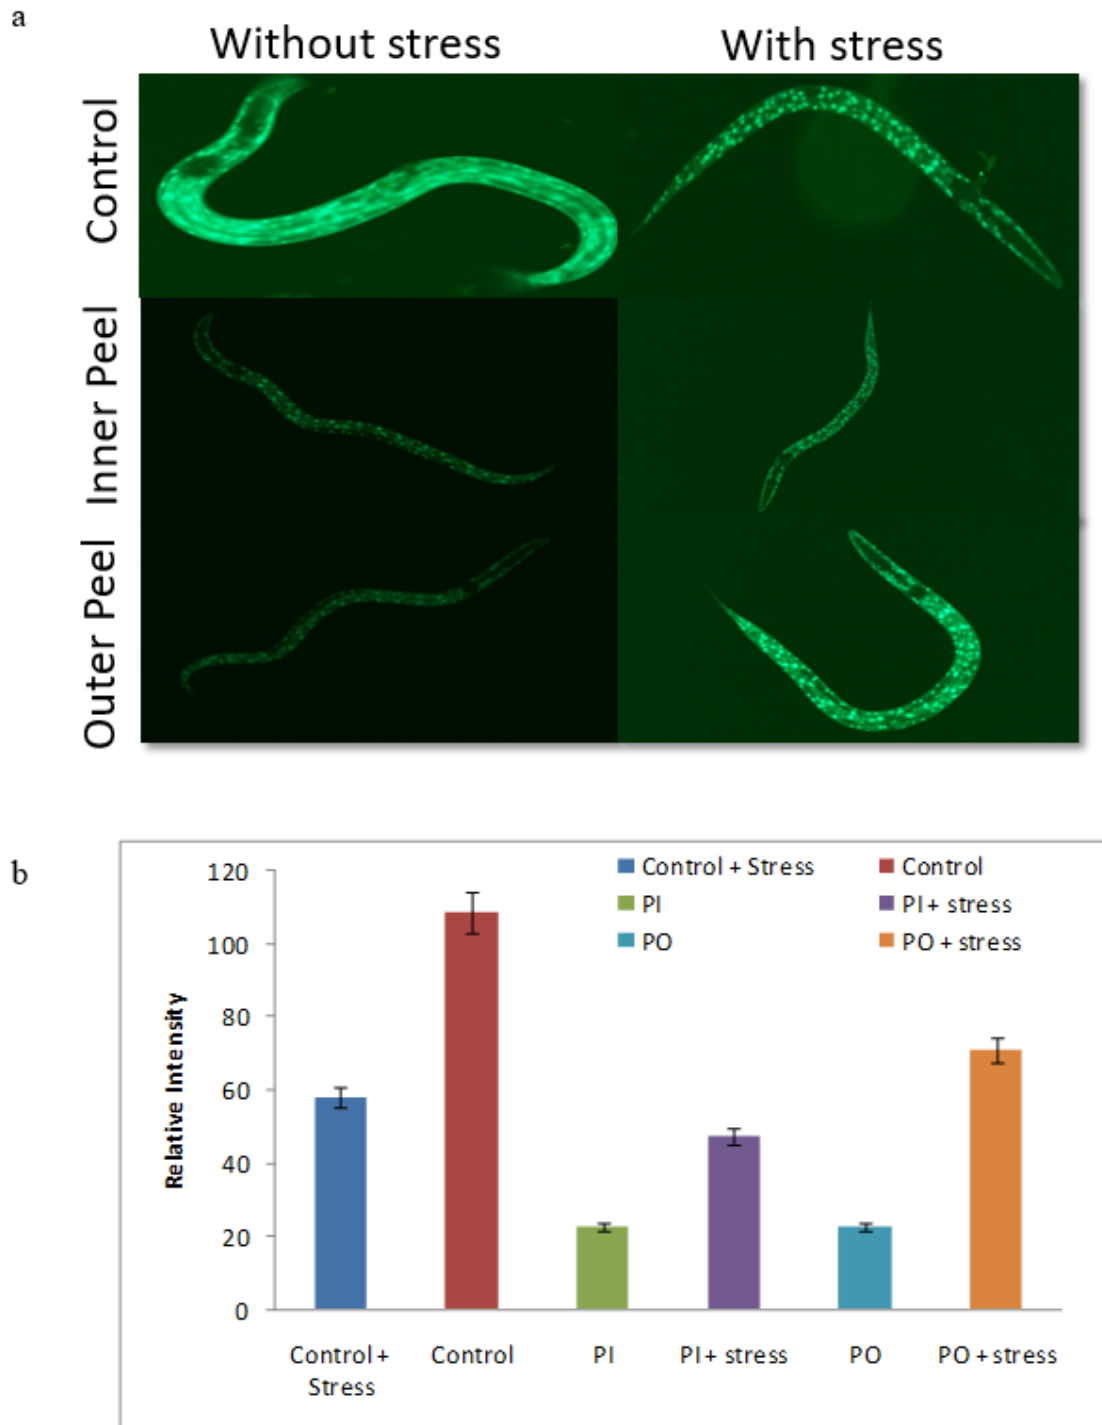 a
Without stress
With stress
Control
Inner Peel
Outer Peel
b
120
100
80
60
40
20
0
Relative Intensity
Control + Stress
Control
PI
PI + stress
PO
PO + stress
Control + Stress
Control
PI
PI + stress
PO
PO + stress